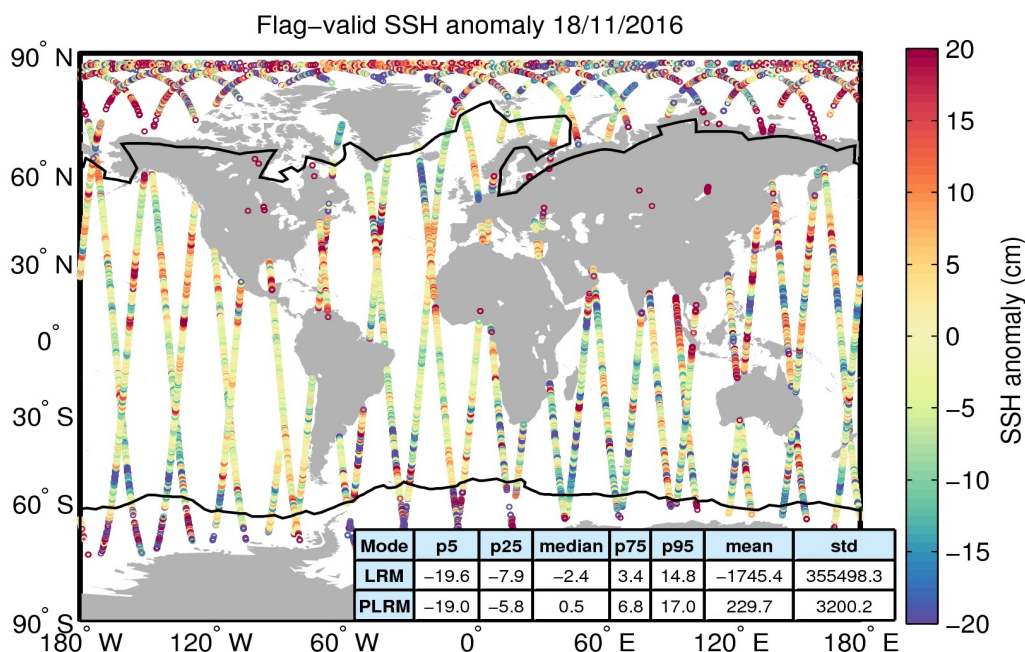 Flag−valid SSH anomaly 18/11/2016
90° N
60° N
30° N
0°
30° S
60° S
90° S
180° W
120° W
60° W
0°
60° E
120° E
180° E
Mode p5 p25 median p75 p95 mean std
LRM −19.6 −7.9 −2.4 3.4 14.8 −1745.4 355498.3
PLRM −19.0 −5.8 0.5 6.8 17.0 229.7 3200.2
20
15
10
5
0
−5
−10
−15
−20
SSH anomaly (cm)